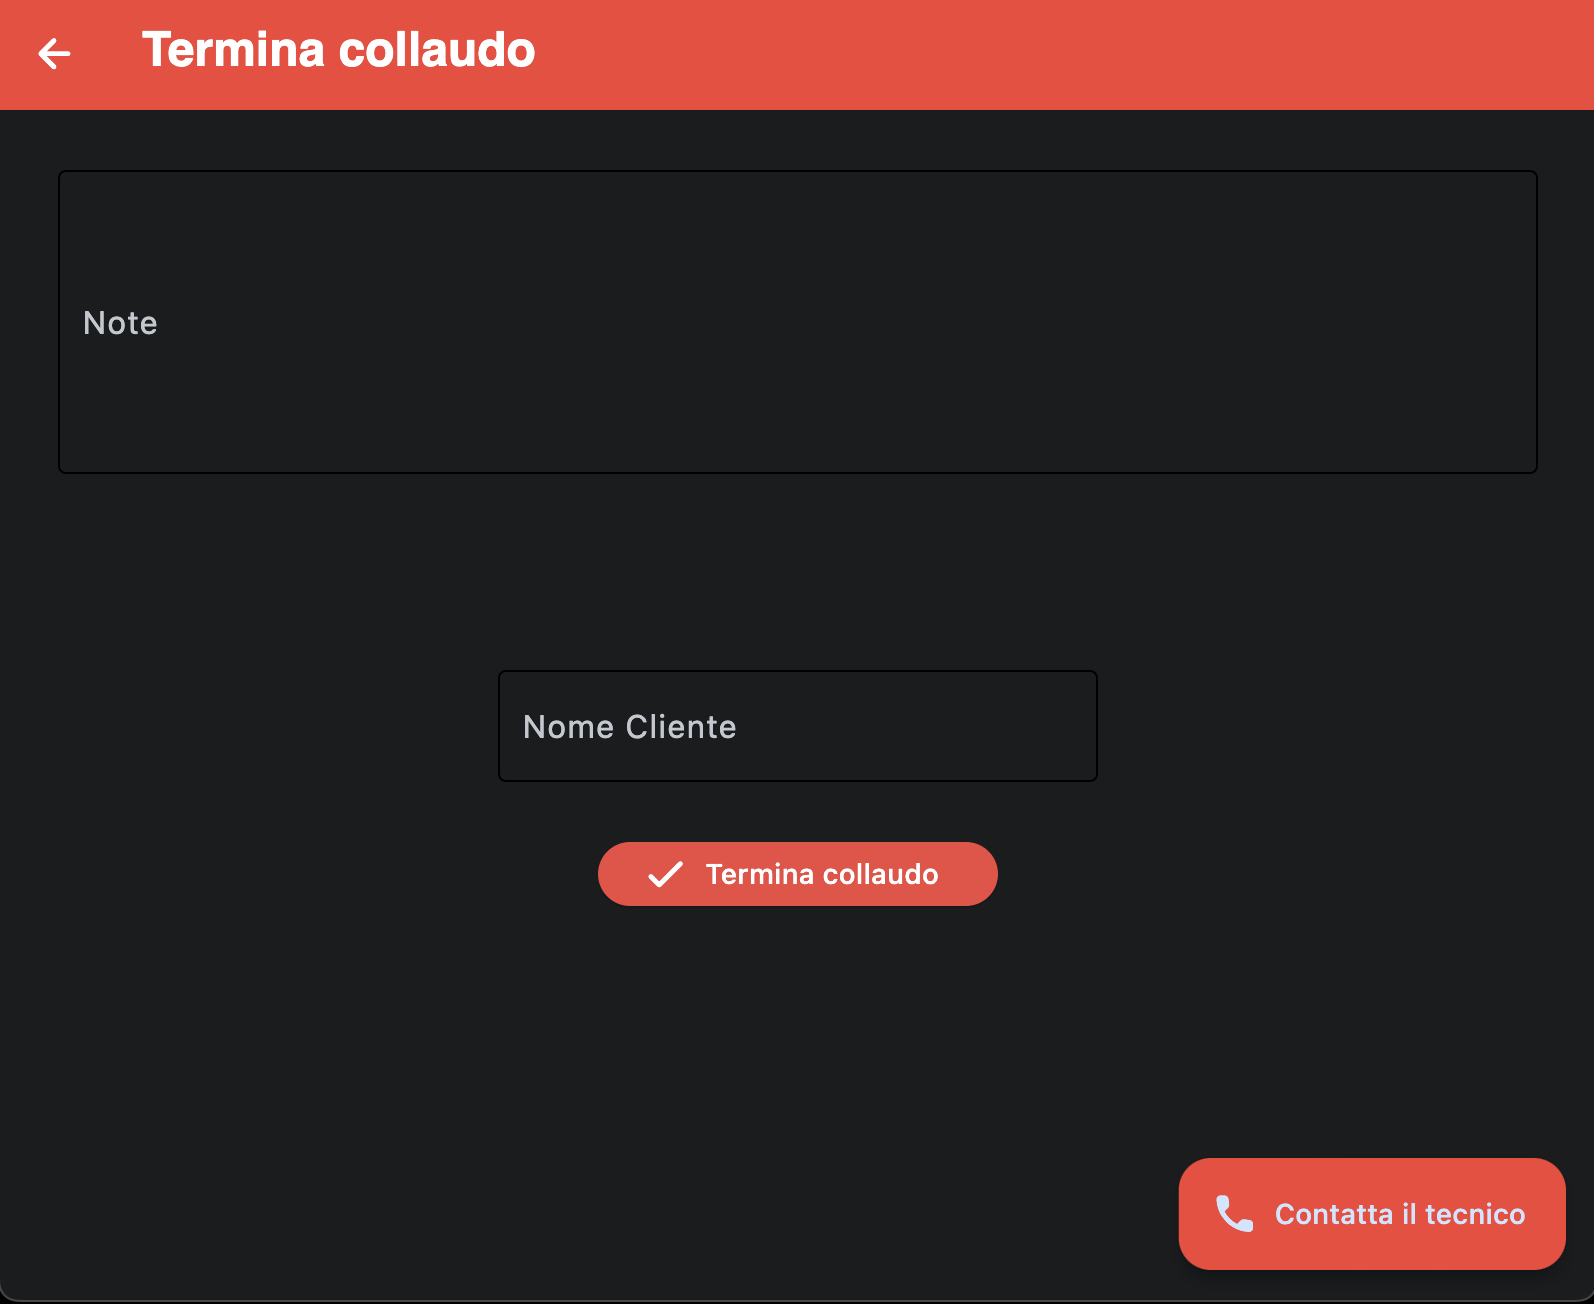 Termina collaudo
Note
Nome Cliente
Termina collaudo
Contatta il tecnico